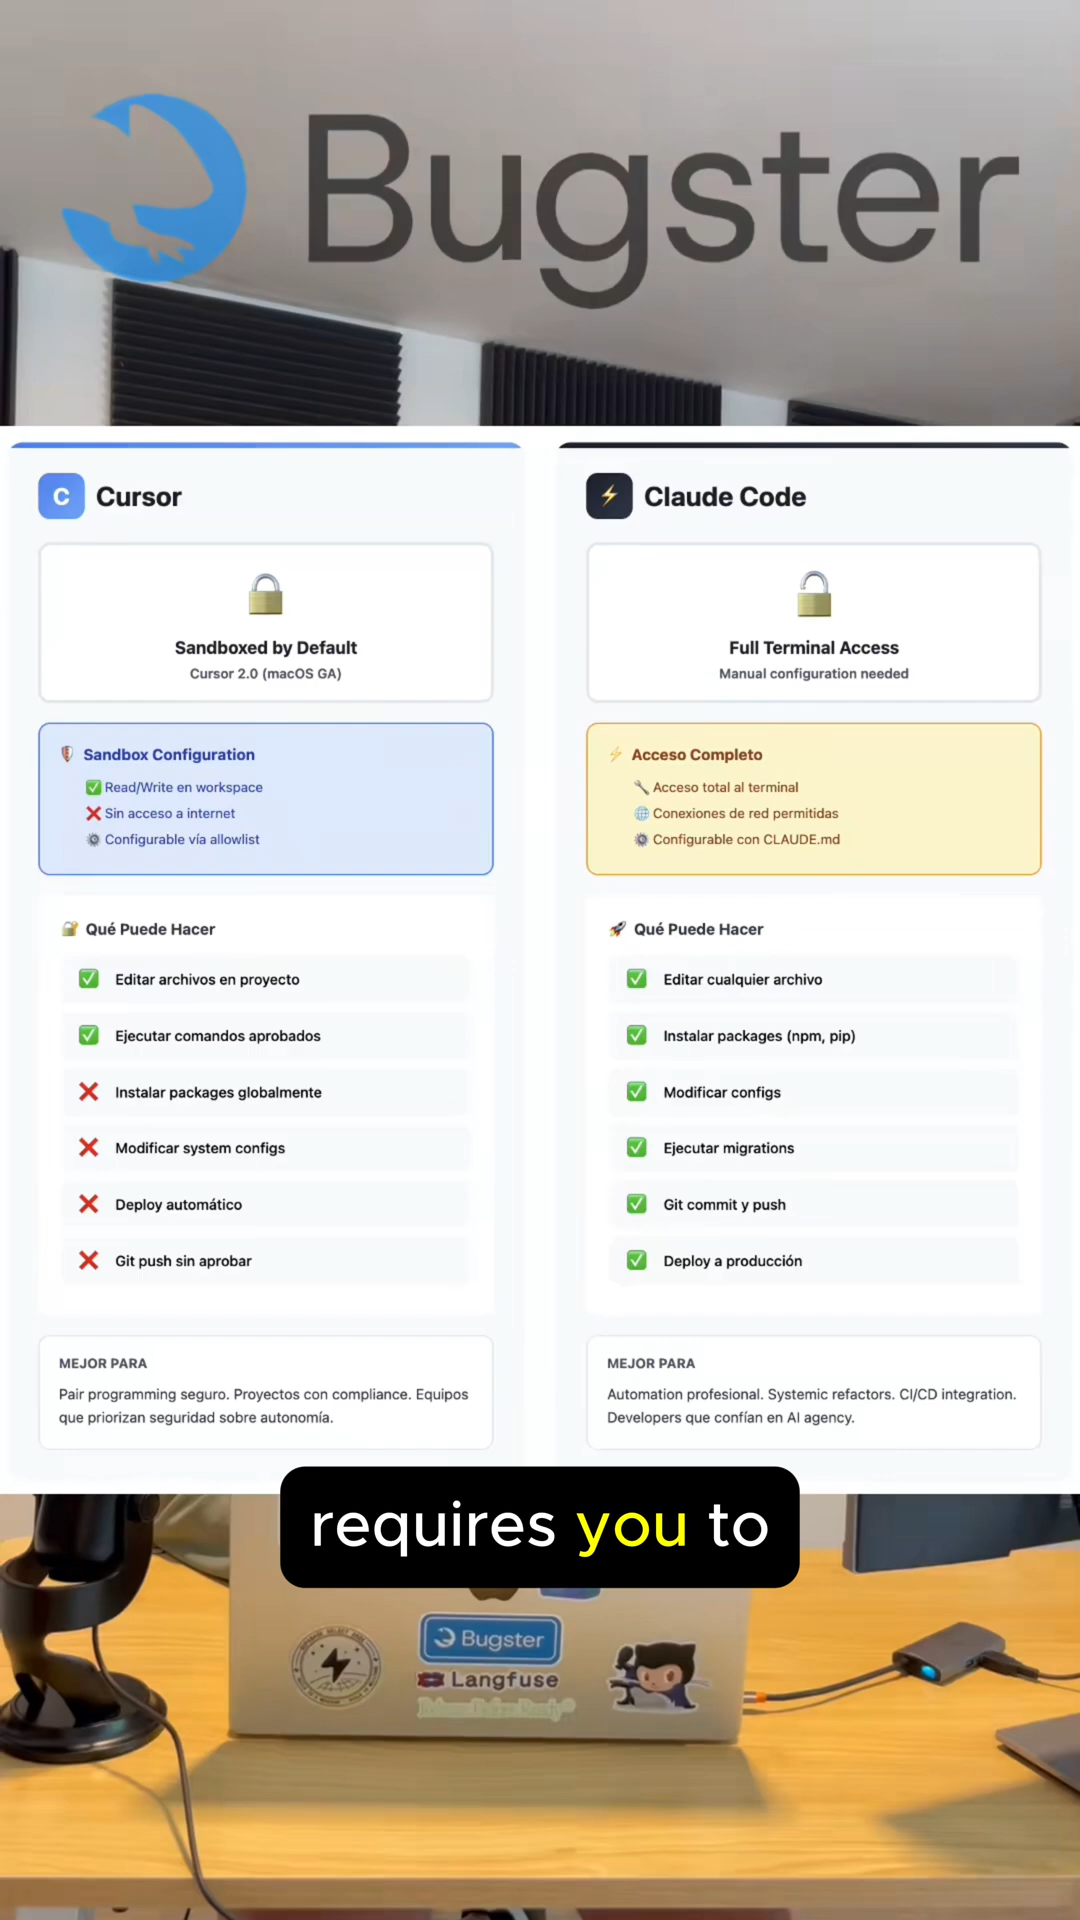 Bugster
C Cursor
Sandboxed by Default
Cursor 2.0 (macOS GA)
Sandbox Configuration
Read/Write en workspace
Sin acceso a internet
Configurable vía allowlist
Qué Puede Hacer
Editar archivos en proyecto
Ejecutar comandos aprobados
Instalar packages globalmente
Modificar system configs
Deploy automático
Git push sin aprobar
MEJOR PARA
Pair programming seguro. Proyectos con compliance. Equipos
que priorizan seguridad sobre autonomía.
Claude Code
Full Terminal Access
Manual configuration needed
Acceso Completo
Acceso total al terminal
Conexiones de red permitidas
Configurable con CLAUDE.md
Qué Puede Hacer
Editar cualquier archivo
Instalar packages (npm, pip)
Modificar configs
Ejecutar migrations
Git commit y push
Deploy a producción
MEJOR PARA
Automation profesional. Systemic refactors. CI/CD integration.
Developers que confían en AI agency.
requires you to
Bugster
Langfuse